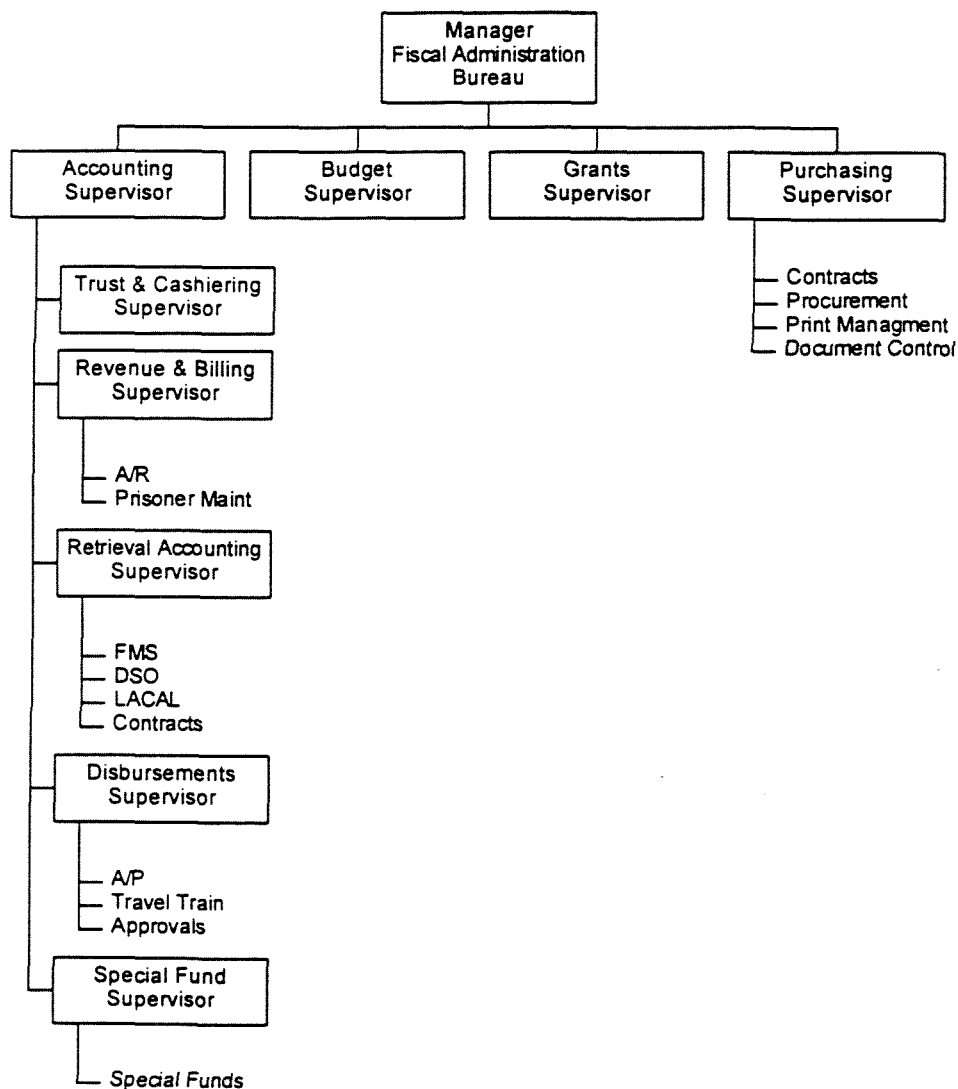 Manager
Fiscal Administration
Bureau
Accounting
Supervisor
Budget
Supervisor
Grants
Supervisor
Purchasing
Supervisor
Trust & Cashiering
Supervisor
Revenue & Billing
Supervisor
A/R
Prisoner Maint
Retrieval Accounting
Supervisor
FMS
DSO
LACAL
Contracts
Disbursements
Supervisor
A/P
Travel Train
Approvals
Special Fund
Supervisor
Special Funds
Contracts
Procurement
Print Managment
Document Control